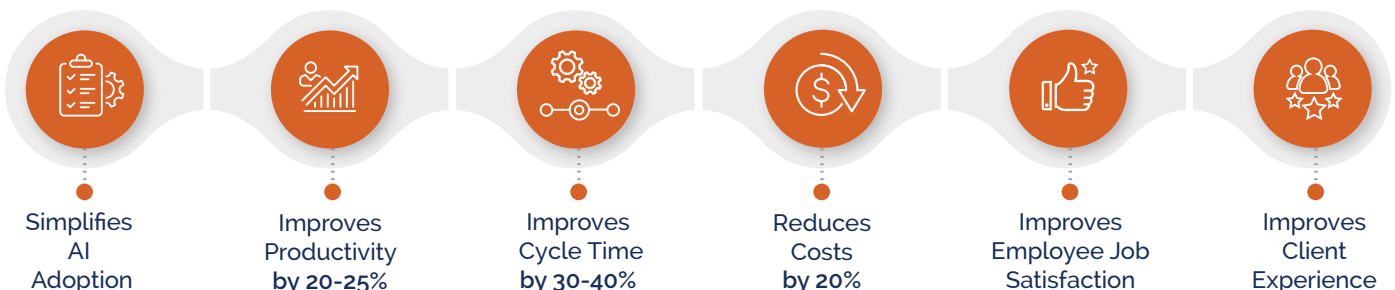 Simplifies
AI
Adoption
Improves
Productivity
by 20-25%
Improves
Cycle Time
by 30-40%
Reduces
Costs
by 20%
Improves
Employee Job
Satisfaction
Improves
Client
Experience